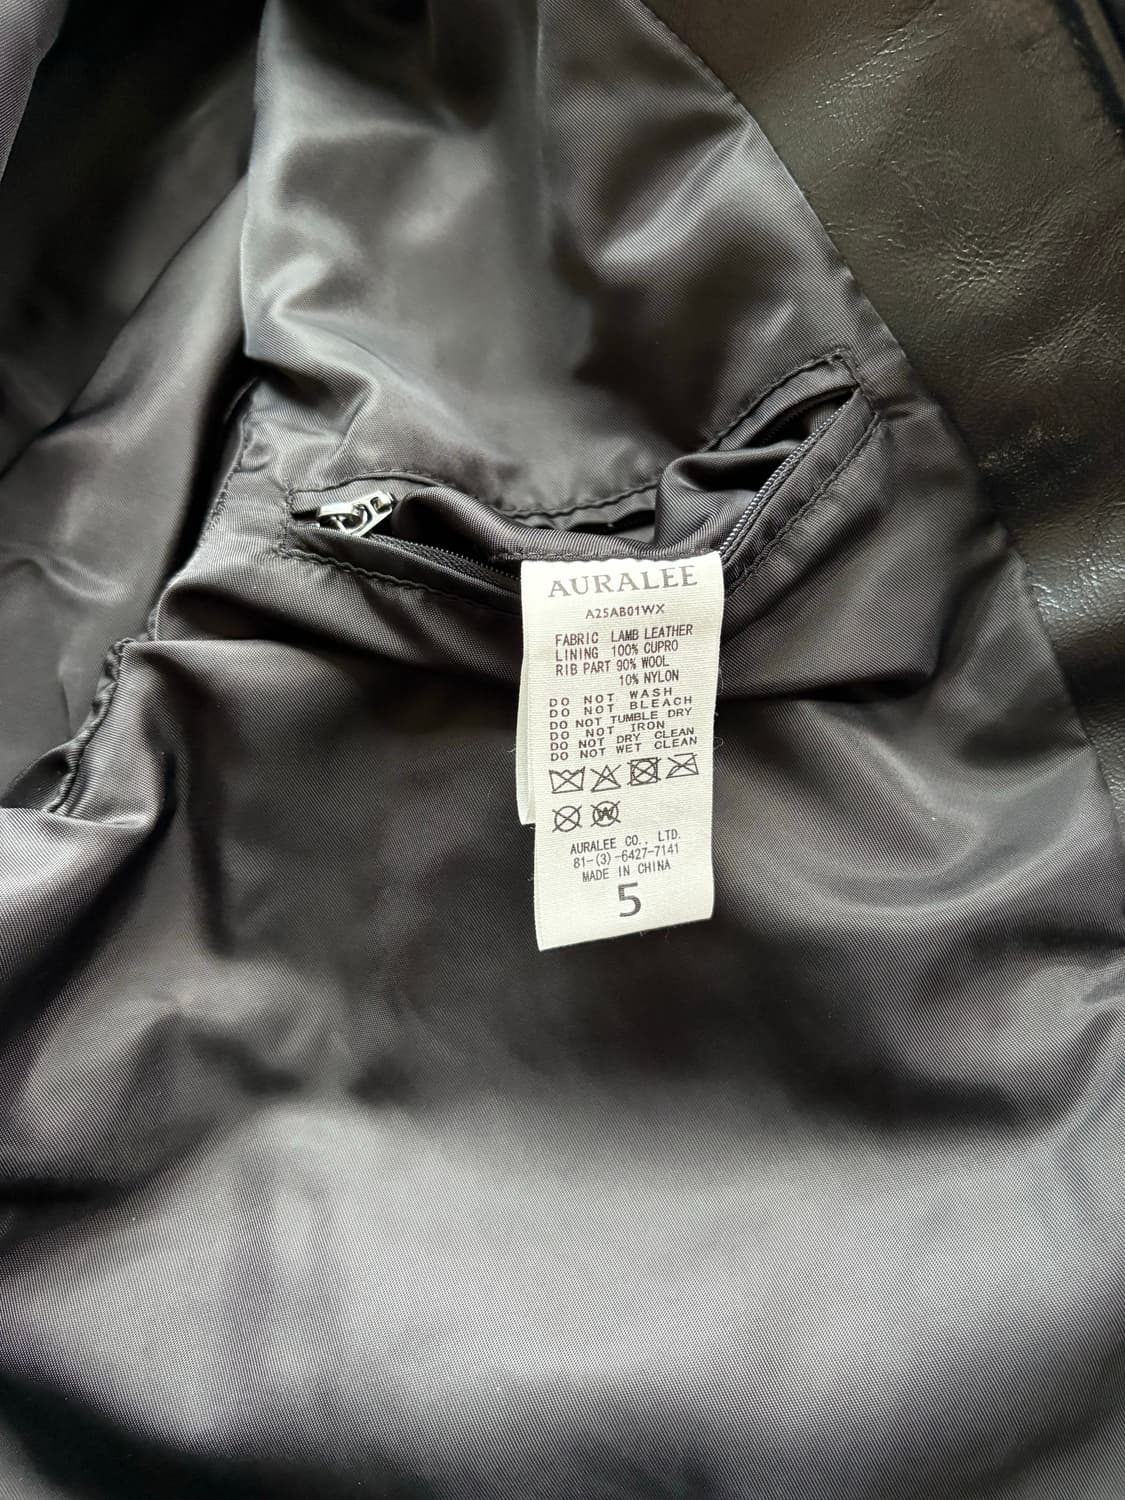 AURALEE
A25AB01WX
FABRIC LAMB LEATHER
LINING 100% CUPRO
RIB PART 90% WOOL
10% NYLON
DO NOT WASH
DO NOT BLEACH
DO NOT TUMBLE DRY
DO NOT IRON
DO NOT DRY CLEAN
DO NOT WET CLEAN
W
AURALEE CO., LTD.
81-(3)-6427-7141
MADE IN CHINA
5